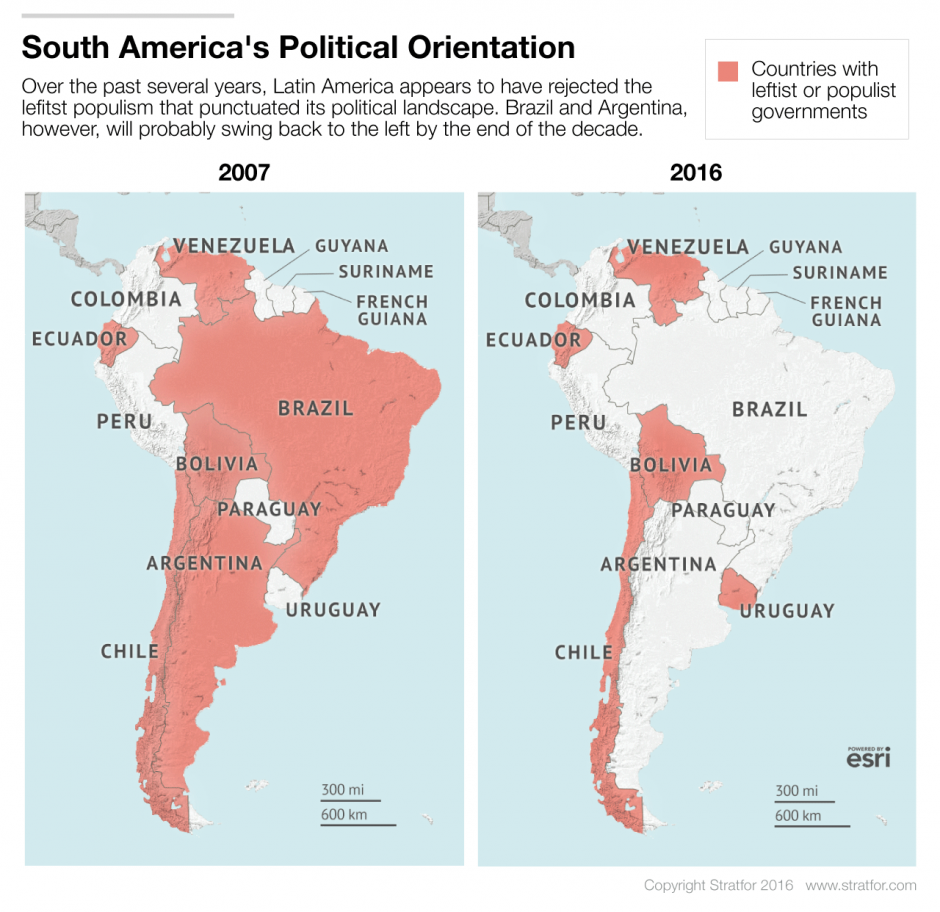 South America's Political Orientation
Over the past several years, Latin America appears to have rejected the
lefitst populism that punctuated its political landscape. Brazil and Argentina,
however, will probably swing back to the left by the end of the decade.
Countries with
leftist or populist
governments
2007
VENEZUELA
GUYANA
SURINAME
COLOMBIA
FRENCH
GUIANA
ECUADOR
BRAZIL
PERU
BOLIVIA
PARAGUAY
ARGENTINA
URUGUAY
CHILE
300 mi
600 km
2016
VENEZUELA
GUYANA
SURINAME
COLOMBIA
FRENCH
GUIANA
ECUADOR
BRAZIL
PERU
BOLIVIA
PARAGUAY
ARGENTINA
URUGUAY
CHILE
POWERED BY
esri
300 mi
600 km
Copyright Stratfor 2016 www.stratfor.com